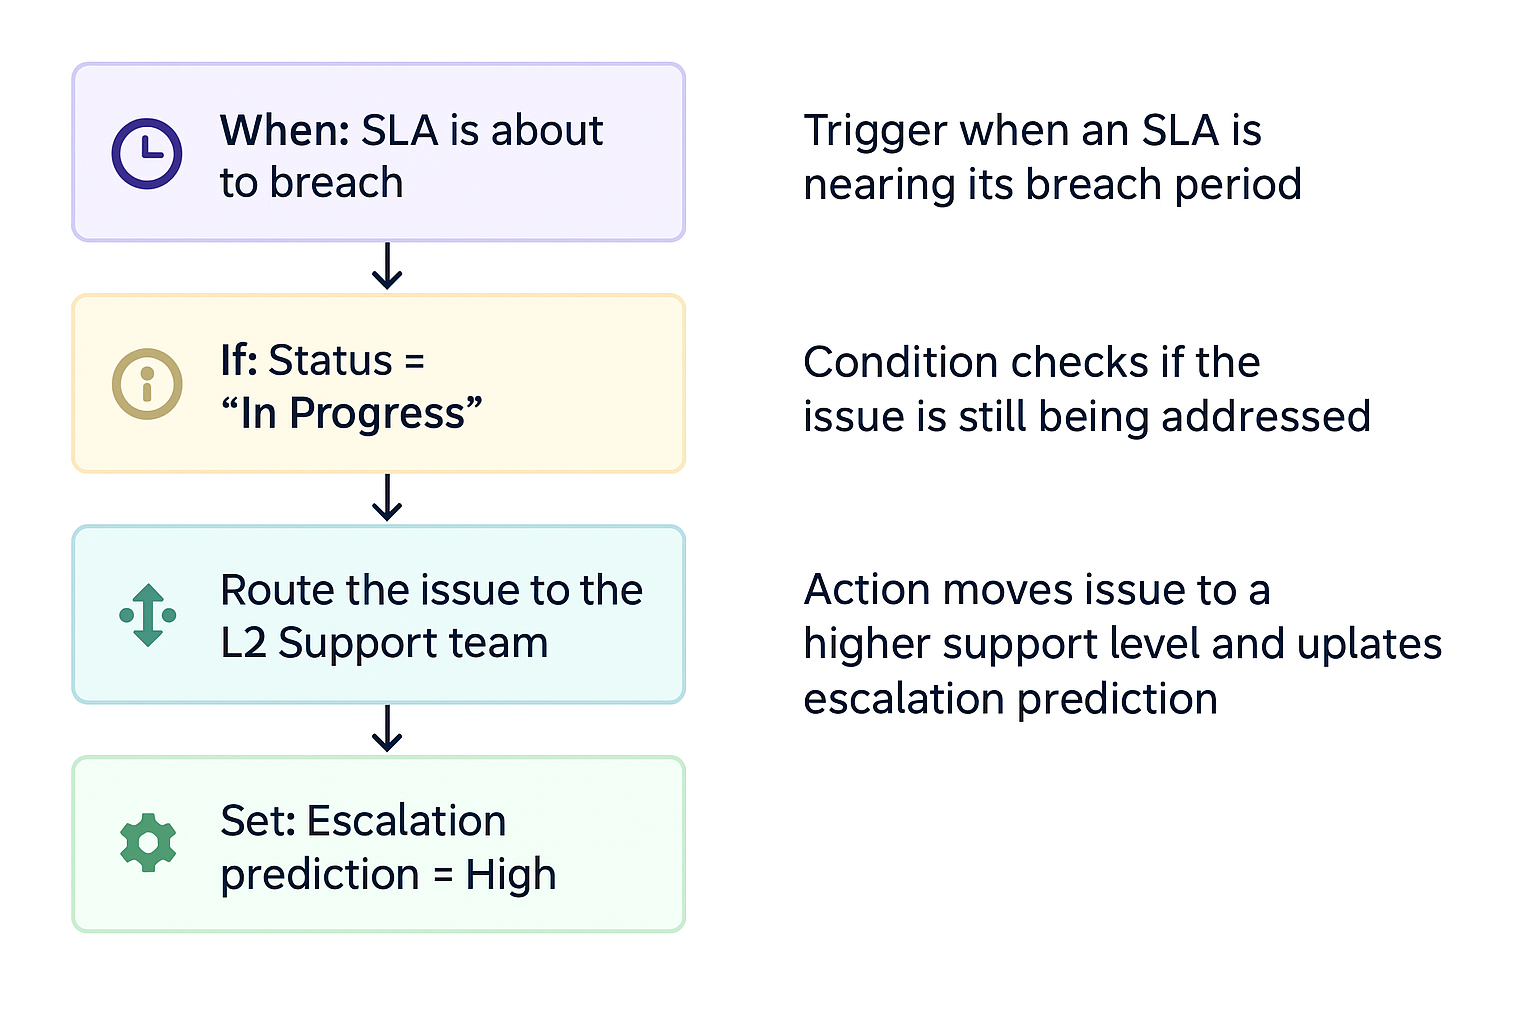 When: SLA is about
to breach
Trigger when an SLA is
nearing its breach period
If: Status =
“In Progress”
Condition checks if the
issue is still being addressed
Route the issue to the
L2 Support team
Action moves issue to a
higher support level and uplates
escalation prediction
Set: Escalation
prediction = High